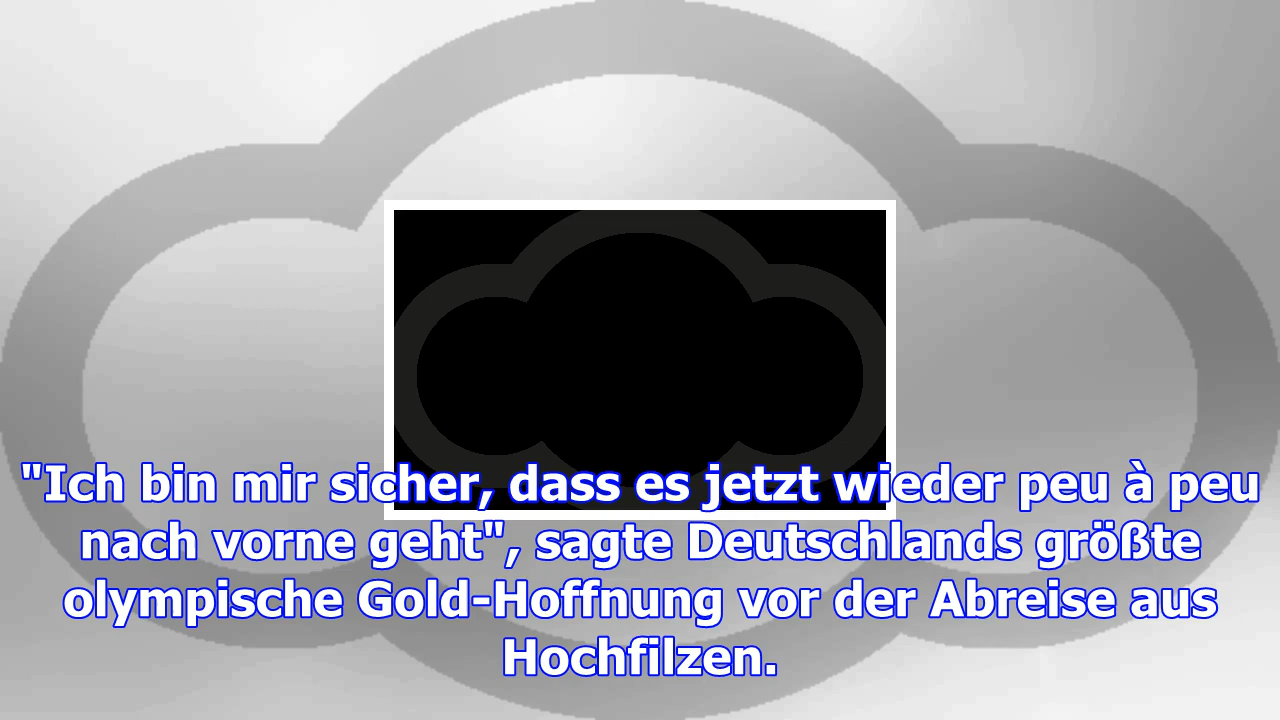 "Ich bin mir sicher, dass es jetzt wieder peu à peu
nach vorne geht", sagte Deutschlands größte
olympische Gold-Hoffnung vor der Abreise aus
Hochfilzen.